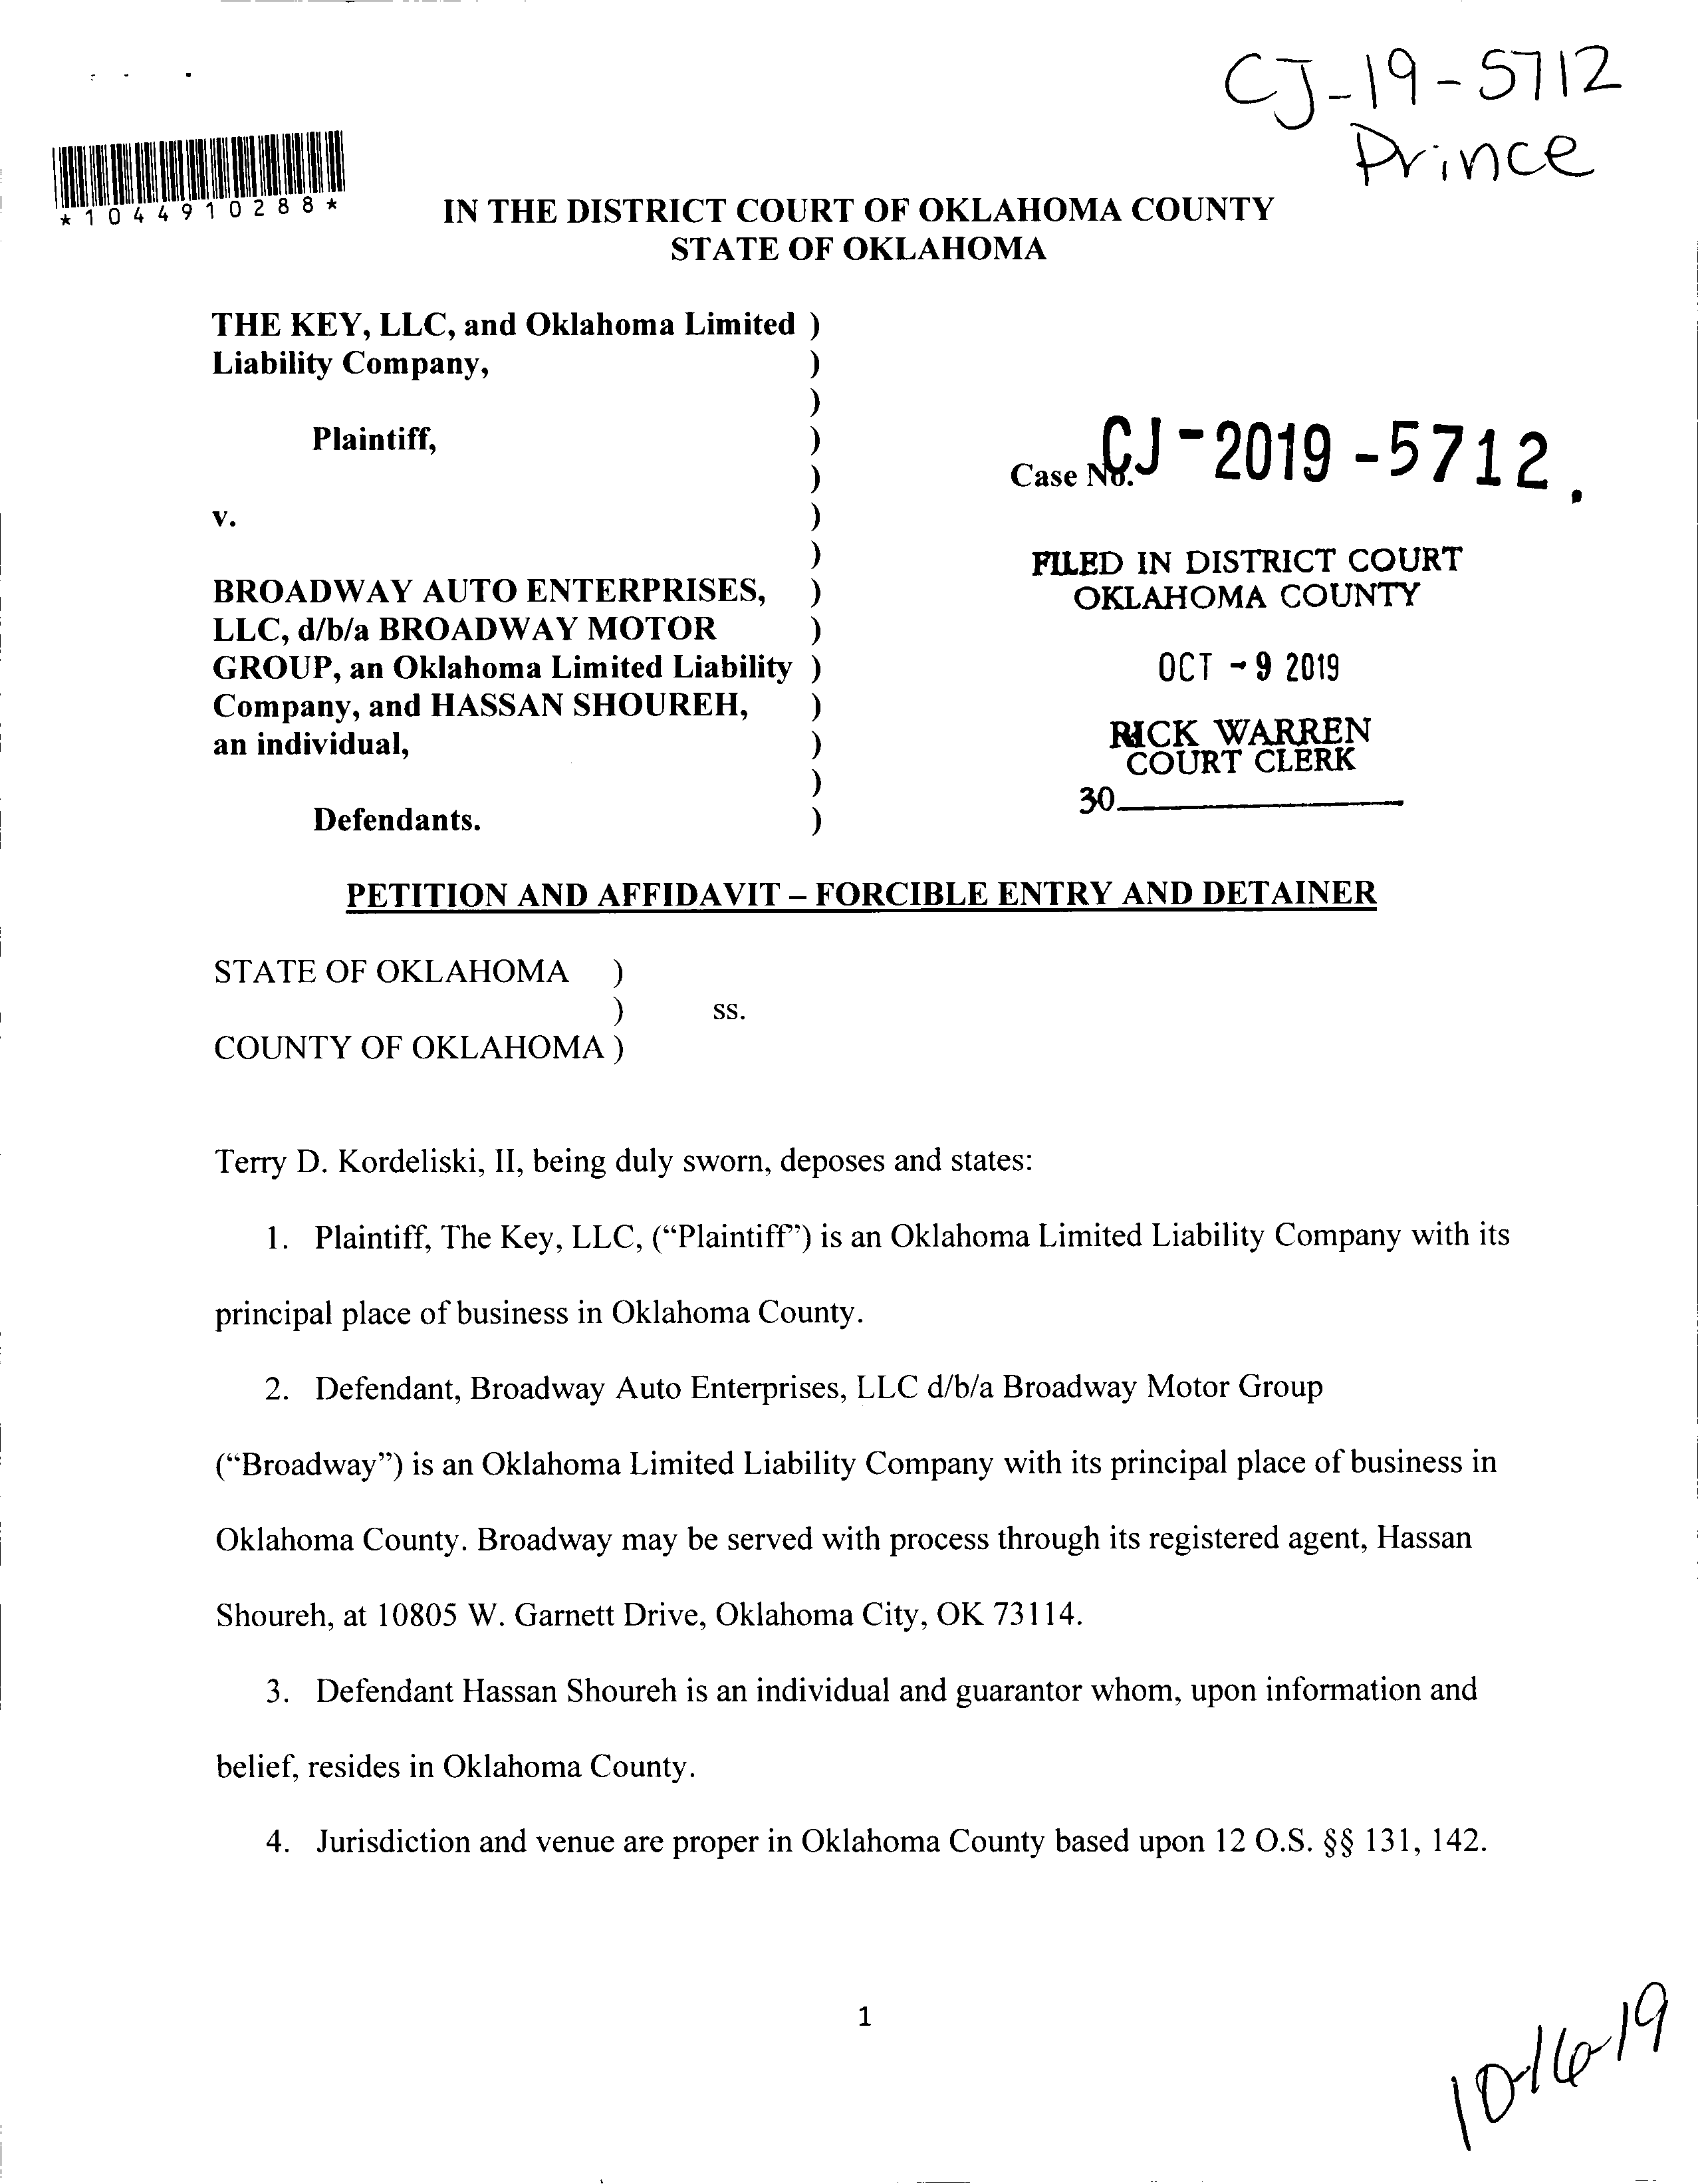 CJ-19-5712
Prince
*1044910288*
IN THE DISTRICT COURT OF OKLAHOMA COUNTY
STATE OF OKLAHOMA
THE KEY, LLC, and Oklahoma Limited )
Liability Company, )
)
Plaintiff, )
)
v. )
)
BROADWAY AUTO ENTERPRISES, )
LLC, d/b/a BROADWAY MOTOR )
GROUP, an Oklahoma Limited Liability )
Company, and HASSAN SHOUREH, )
an individual, )
)
Defendants. )
Case No. CJ-2019-5712.
FILED IN DISTRICT COURT
OKLAHOMA COUNTY
OCT - 9 2019
RICK WARREN
COURT CLERK
30
PETITION AND AFFIDAVIT – FORCIBLE ENTRY AND DETAINER
STATE OF OKLAHOMA )
) ss.
COUNTY OF OKLAHOMA )
Terry D. Kordeliski, II, being duly sworn, deposes and states:
1. Plaintiff, The Key, LLC, (“Plaintiff”) is an Oklahoma Limited Liability Company with its
principal place of business in Oklahoma County.
2. Defendant, Broadway Auto Enterprises, LLC d/b/a Broadway Motor Group
(“Broadway”) is an Oklahoma Limited Liability Company with its principal place of business in
Oklahoma County. Broadway may be served with process through its registered agent, Hassan
Shoureh, at 10805 W. Garnett Drive, Oklahoma City, OK 73114.
3. Defendant Hassan Shoureh is an individual and guarantor whom, upon information and
belief, resides in Oklahoma County.
4. Jurisdiction and venue are proper in Oklahoma County based upon 12 O.S. §§ 131, 142.
1
10-16-19